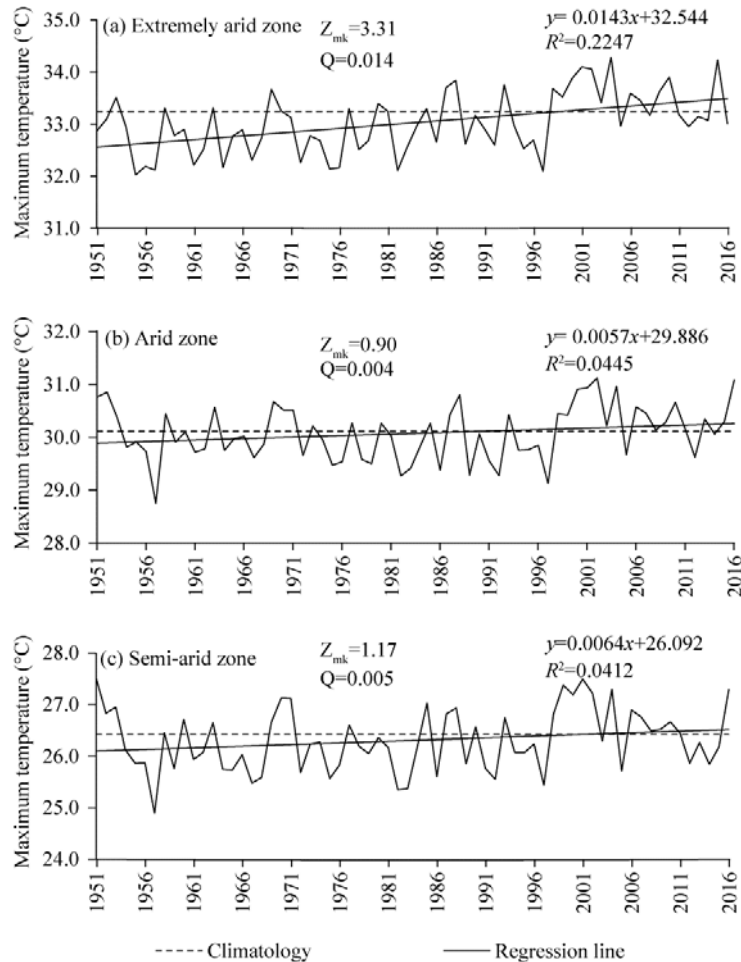 Maximum temperature (°C)
35.0
34.0
33.0
32.0
31.0
(a) Extremely arid zone
Zmk=3.31
Q=0.014
y= 0.0143x+32.544
R²=0.2247
1951 1956 1961 1966 1971 1976 1981 1986 1991 1996 2001 2006 2011 2016
Maximum temperature (°C)
32.0
31.0
30.0
29.0
28.0
(b) Arid zone
Zmk=0.90
Q=0.004
y= 0.0057x+29.886
R²=0.0445
1951 1956 1961 1966 1971 1976 1981 1986 1991 1996 2001 2006 2011 2016
Maximum temperature (°C)
28.0
27.0
26.0
25.0
24.0
(c) Semi-arid zone
Zmk=1.17
Q=0.005
y=0.0064x+26.092
R²=0.0412
1951 1956 1961 1966 1971 1976 1981 1986 1991 1996 2001 2006 2011 2016
Climatology
Regression line